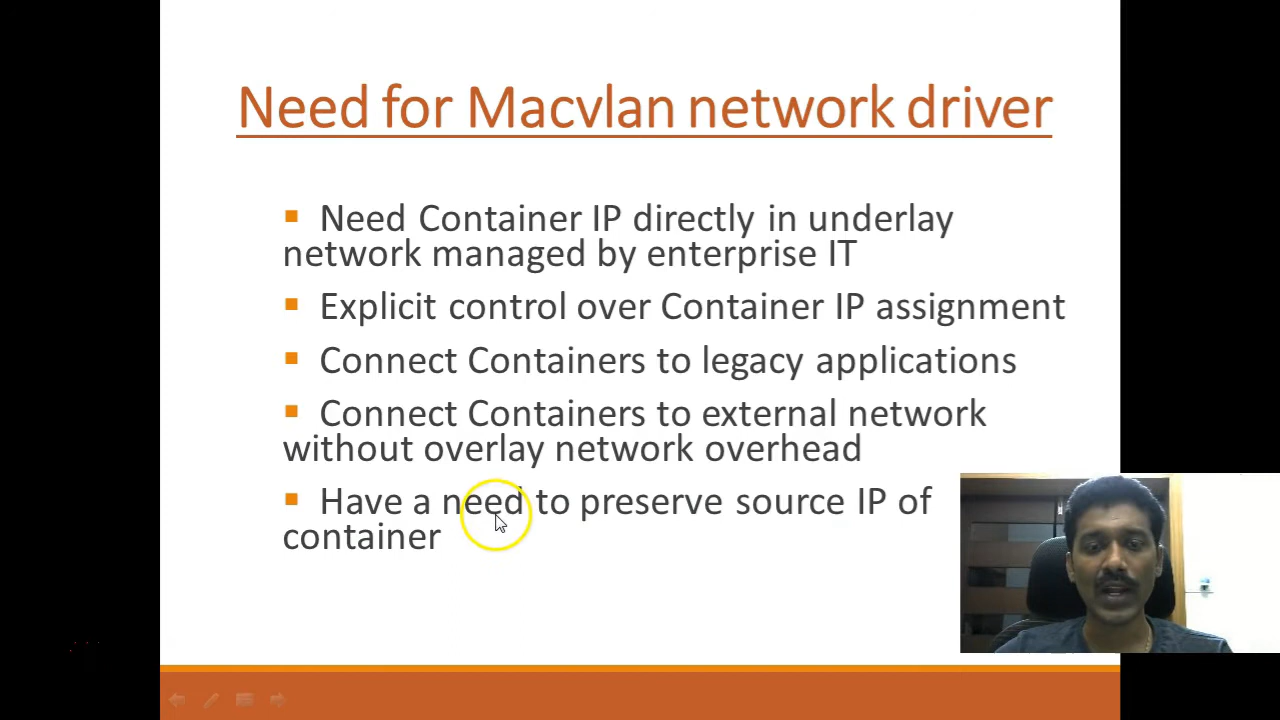 Need for Macvlan network driver
Need Container IP directly in underlay
network managed by enterprise IT
Explicit control over Container IP assignment
Connect Containers to legacy applications
Connect Containers to external network
without overlay network overhead
Have a need to preserve source IP of
container